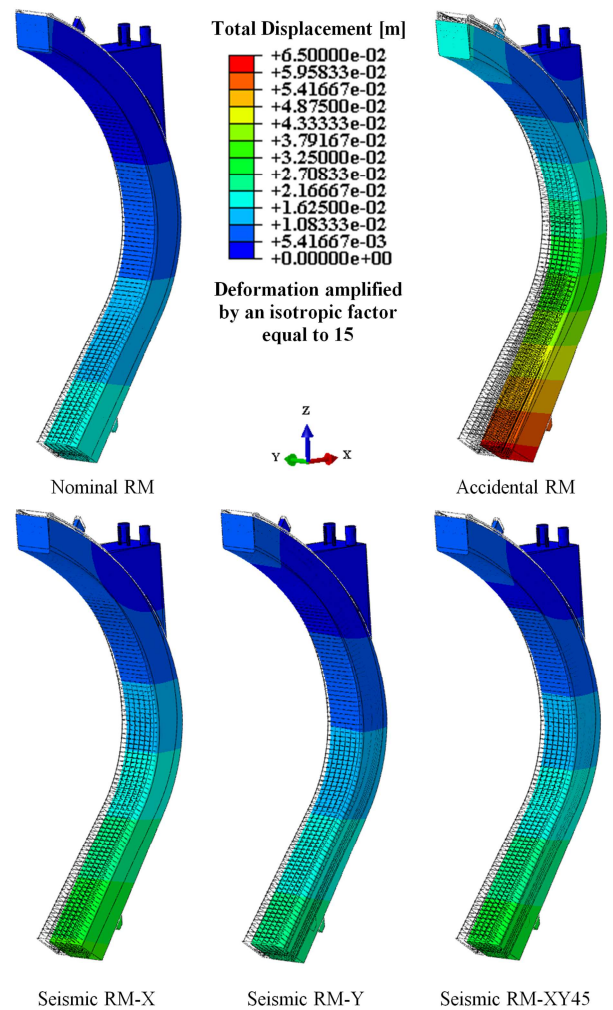 Total Displacement [m]
+6.50000e-02
+5.95833e-02
+5.41667e-02
+4.87500e-02
+4.33333e-02
+3.79167e-02
+3.25000e-02
+2.70833e-02
+2.16667e-02
+1.62500e-02
+1.08333e-02
+5.41667e-03
+0.00000e+00
Deformation amplified
by an isotropic factor
equal to 15
Z
Y
X
Nominal RM
Accidental RM
Seismic RM-X
Seismic RM-Y
Seismic RM-XY45